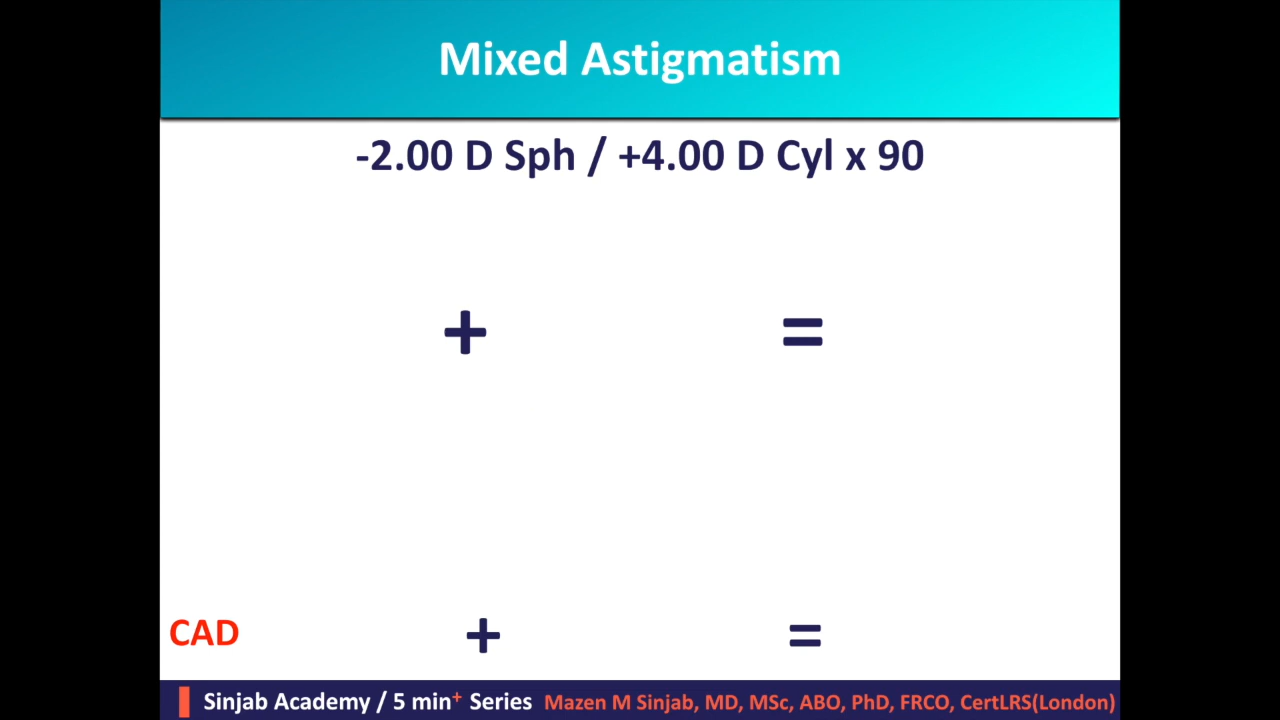 Mixed Astigmatism
-2.00 D Sph / +4.00 D Cyl x 90
+ =
CAD + =
Sinjab Academy / 5 min+ Series Mazen M Sinjab, MD, MSc, ABO, PhD, FRCO, CertLRS(London)